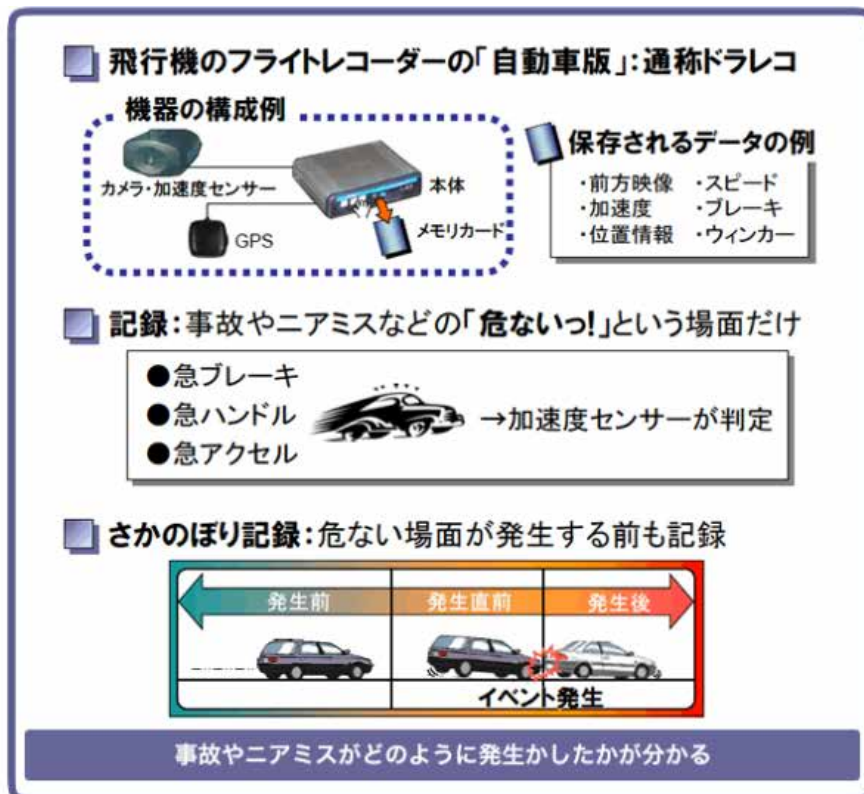 飛行機のフライトレコーダーの「自動車版」:通称ドラレコ
機器の構成例
カメラ・加速度センサー
本体
GPS
メモリカード
保存されるデータの例
・前方映像 ・スピード
・加速度 ・ブレーキ
・位置情報 ・ウィンカー
記録:事故やニアミスなどの「危ないっ!」という場面だけ
●急ブレーキ
●急ハンドル
●急アクセル
→加速度センサーが判定
さかのぼり記録:危ない場面が発生する前も記録
発生前 発生直前 発生後
イベント発生
事故やニアミスがどのように発生かしたかが分かる